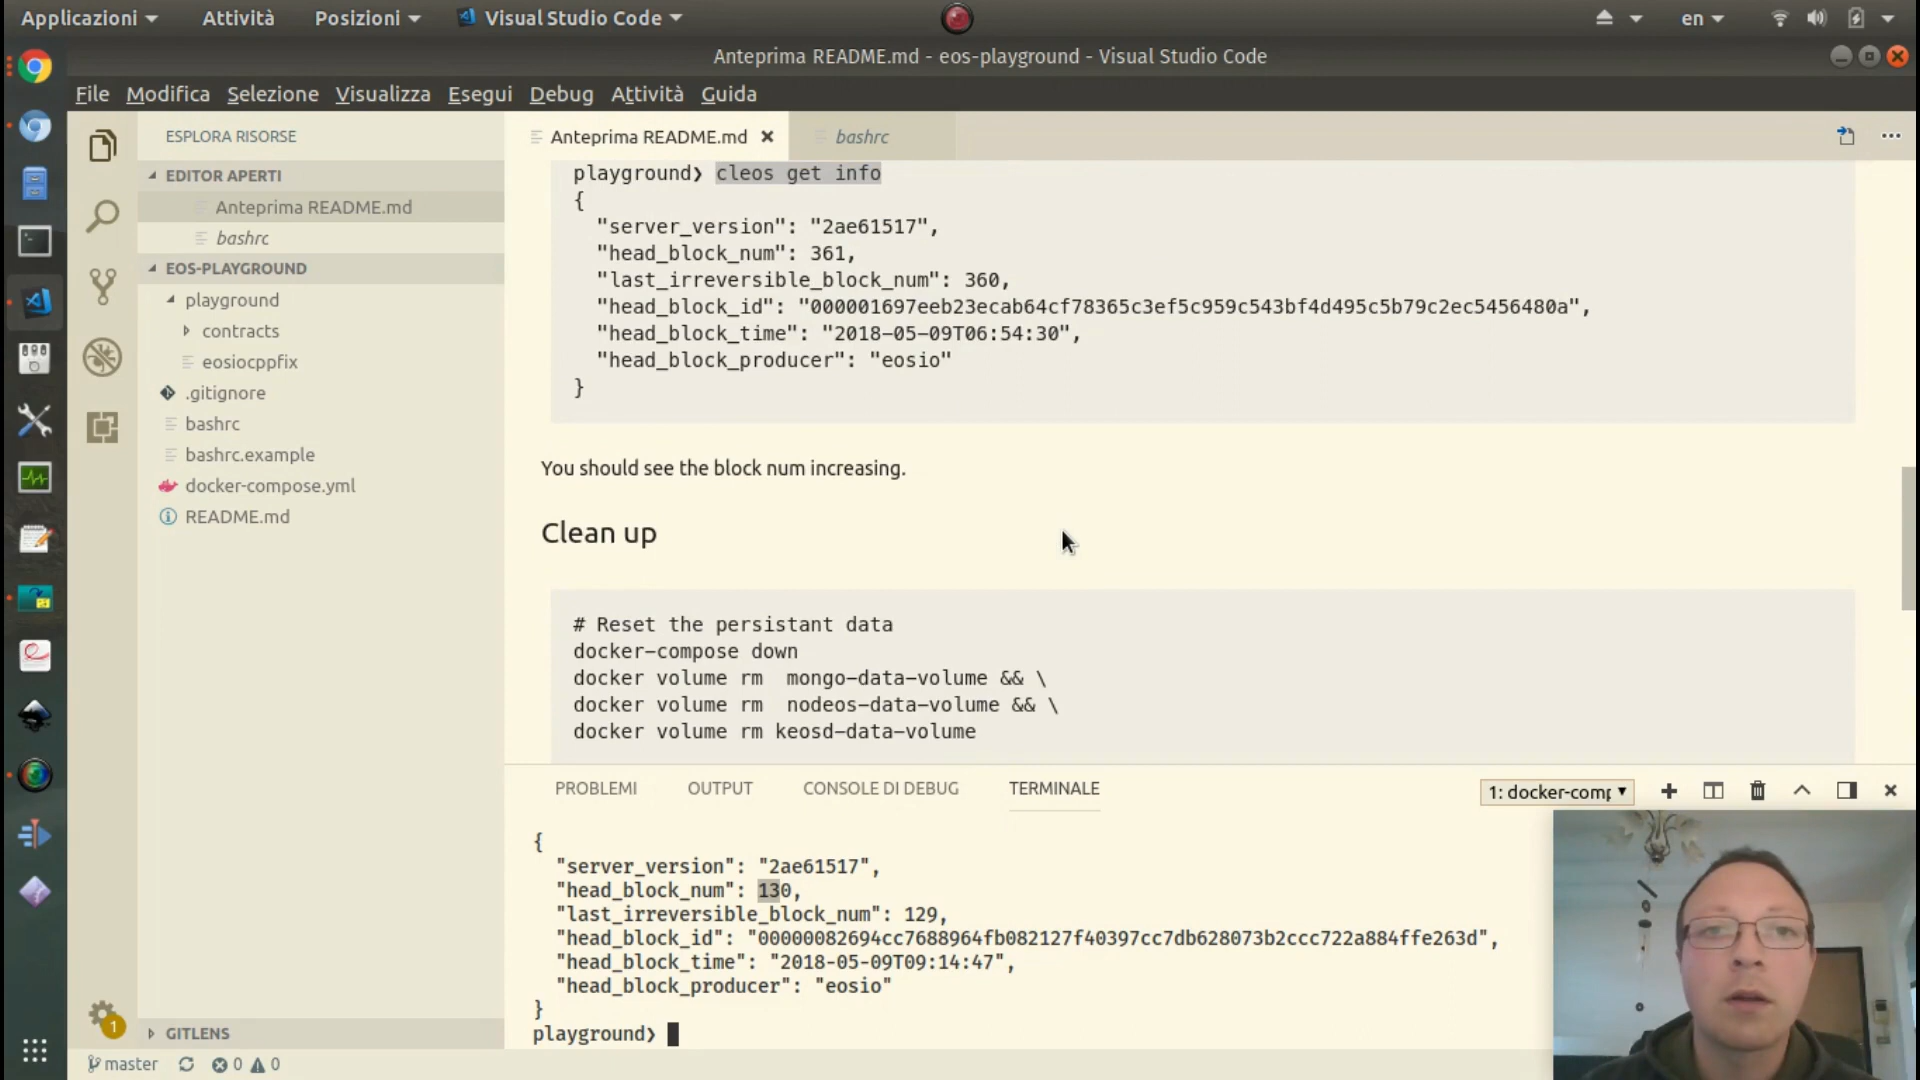 Applicazioni Attività Posizioni Visual Studio Code en
Anteprima README.md - eos-playground - Visual Studio Code
File Modifica Selezione Visualizza Esegui Debug Attività Guida
ESPLORA RISORSE
EDITOR APERTI
Anteprima README.md
bashrc
EOS-PLAYGROUND
playground
contracts
eosiocppfix
.gitignore
bashrc
bashrc.example
docker-compose.yml
README.md
GITLENS
1
master 0 0
Anteprima README.md bashrc
playground❯ cleos get info
{
"server_version": "2ae61517",
"head_block_num": 361,
"last_irreversible_block_num": 360,
"head_block_id": "000001697eeb23ecab64cf78365c3ef5c959c543bf4d495c5b79c2ec5456480a",
"head_block_time": "2018-05-09T06:54:30",
"head_block_producer": "eosio"
}
You should see the block num increasing.
Clean up
# Reset the persistant data
docker-compose down
docker volume rm  mongo-data-volume && \
docker volume rm  nodeos-data-volume && \
docker volume rm keosd-data-volume
PROBLEMI OUTPUT CONSOLE DI DEBUG TERMINALE 1: docker-comp
{
"server_version": "2ae61517",
"head_block_num": 130,
"last_irreversible_block_num": 129,
"head_block_id": "00000082694cc7688964fb082127f40397cc7db628073b2ccc722a884ffe263d",
"head_block_time": "2018-05-09T09:14:47",
"head_block_producer": "eosio"
}
playground❯